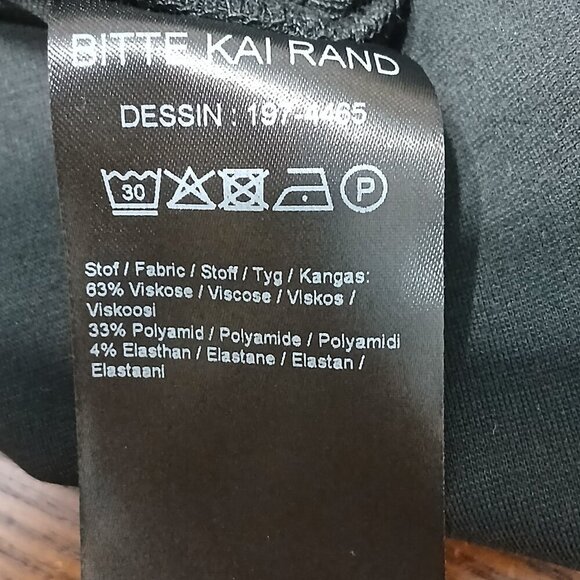 BITTE KAI RAND
DESSIN : 197-4465
30 P
Stof / Fabric / Stoff / Tyg / Kangas:
63% Viskose / Viscose / Viskos /
Viskoosi
33% Polyamid / Polyamide / Polyamidi
4% Elasthan / Elastane / Elastan /
Elastaani